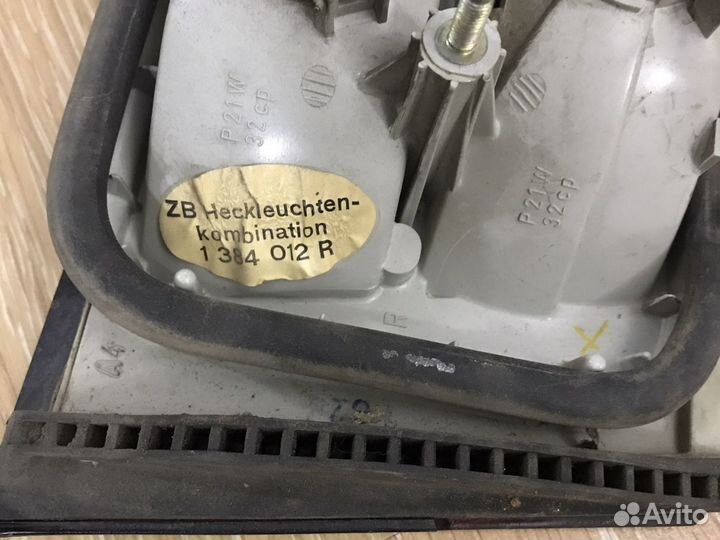 P21W
32cp
P21W
32cp
ZB Heckleuchten-
kombination
1 384 012 R
R
X
Avito